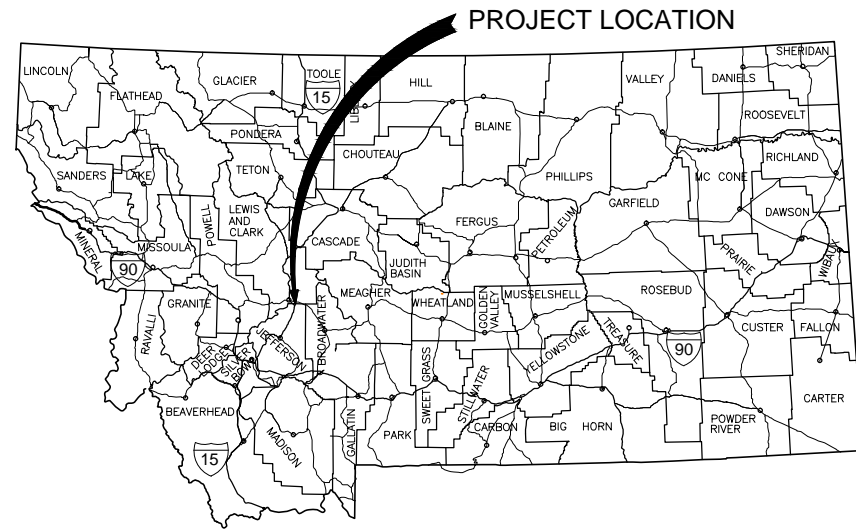 PROJECT LOCATION
LINCOLN
FLATHEAD
GLACIER
TOOLE
15
HILL
BLAINE
VALLEY
DANIELS
SHERIDAN
ROOSEVELT
PONDERA
CHOUTEAU
PHILLIPS
RICHLAND
SANDERS
LAKE
TETON
MC CONE
LEWIS
AND
CLARK
POWELL
CASCADE
FERGUS
PETROLEUM
GARFIELD
DAWSON
MINERAL
MISSOULA
90
JUDITH
BASIN
PRAIRIE
WIBAUX
GRANITE
RAVALLI
MEAGHER
BROADWATER
WHEATLAND
GOLDEN
VALLEY
MUSSELSHELL
ROSEBUD
TREASURE
CUSTER
FALLON
JEFFERSON
DEER
LODGE
SILVER
BOW
YELLOWSTONE
90
BEAVERHEAD
MADISON
GALLATIN
PARK
SWEET GRASS
STILLWATER
CARBON
BIG HORN
POWDER
RIVER
CARTER
15